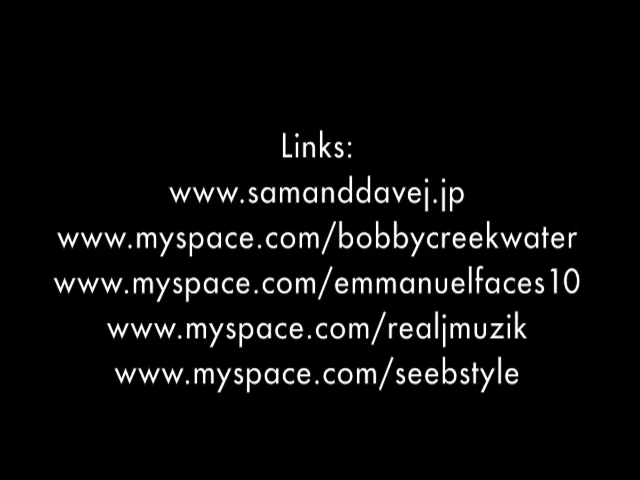 Links:
www.samanddavej.jp
www.myspace.com/bobbycreekwater
www.myspace.com/emmanuelfaces10
www.myspace.com/realjmuzik
www.myspace.com/seebstyle